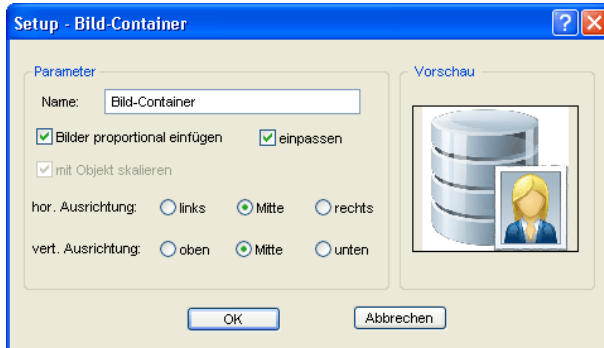 Setup - Bild-Container
Parameter
Vorschau
Name: Bild-Container
Bilder proportional einfügen einpassen
mit Objekt skalieren
hor. Ausrichtung: links Mitte rechts
vert. Ausrichtung: oben Mitte unten
OK Abbrechen